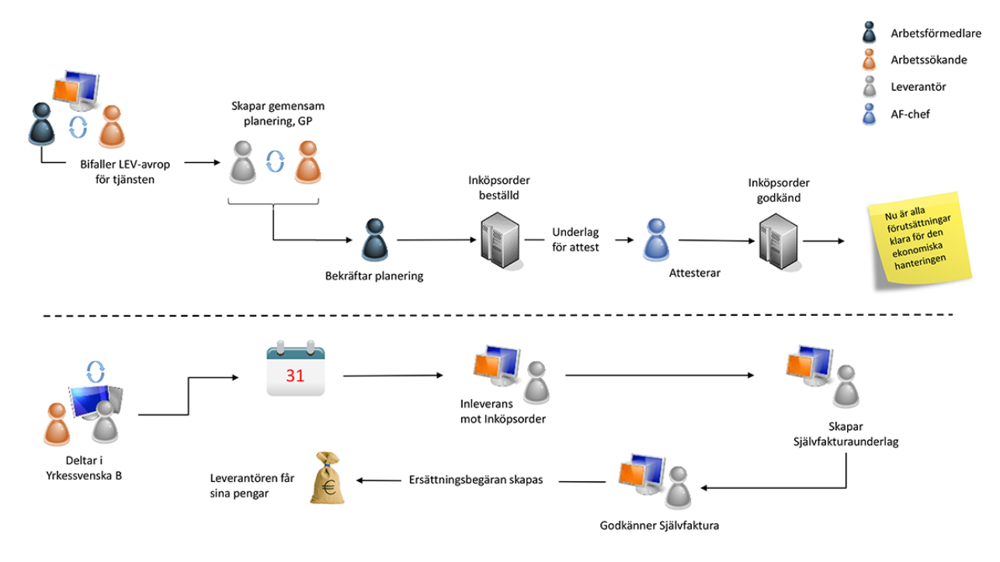 Arbetsförmedlare
Arbetssökande
Leverantör
AF-chef
Skapar gemensam
planering, GP
Bifaller LEV-avrop
för tjänsten
Inköpsorder
beställd
Inköpsorder
godkänd
Underlag
för attest
Bekräftar planering
Attesterar
Nu är alla
förutsättningar
klara för den
ekonomiska
hanteringen
31
Deltar i
Yrkessvenska B
Inleverans
mot Inköpsorder
Skapar
Självfakturaunderlag
Leverantören får
sina pengar
€
Ersättningsbegäran skapas
Godkänner Självfaktura